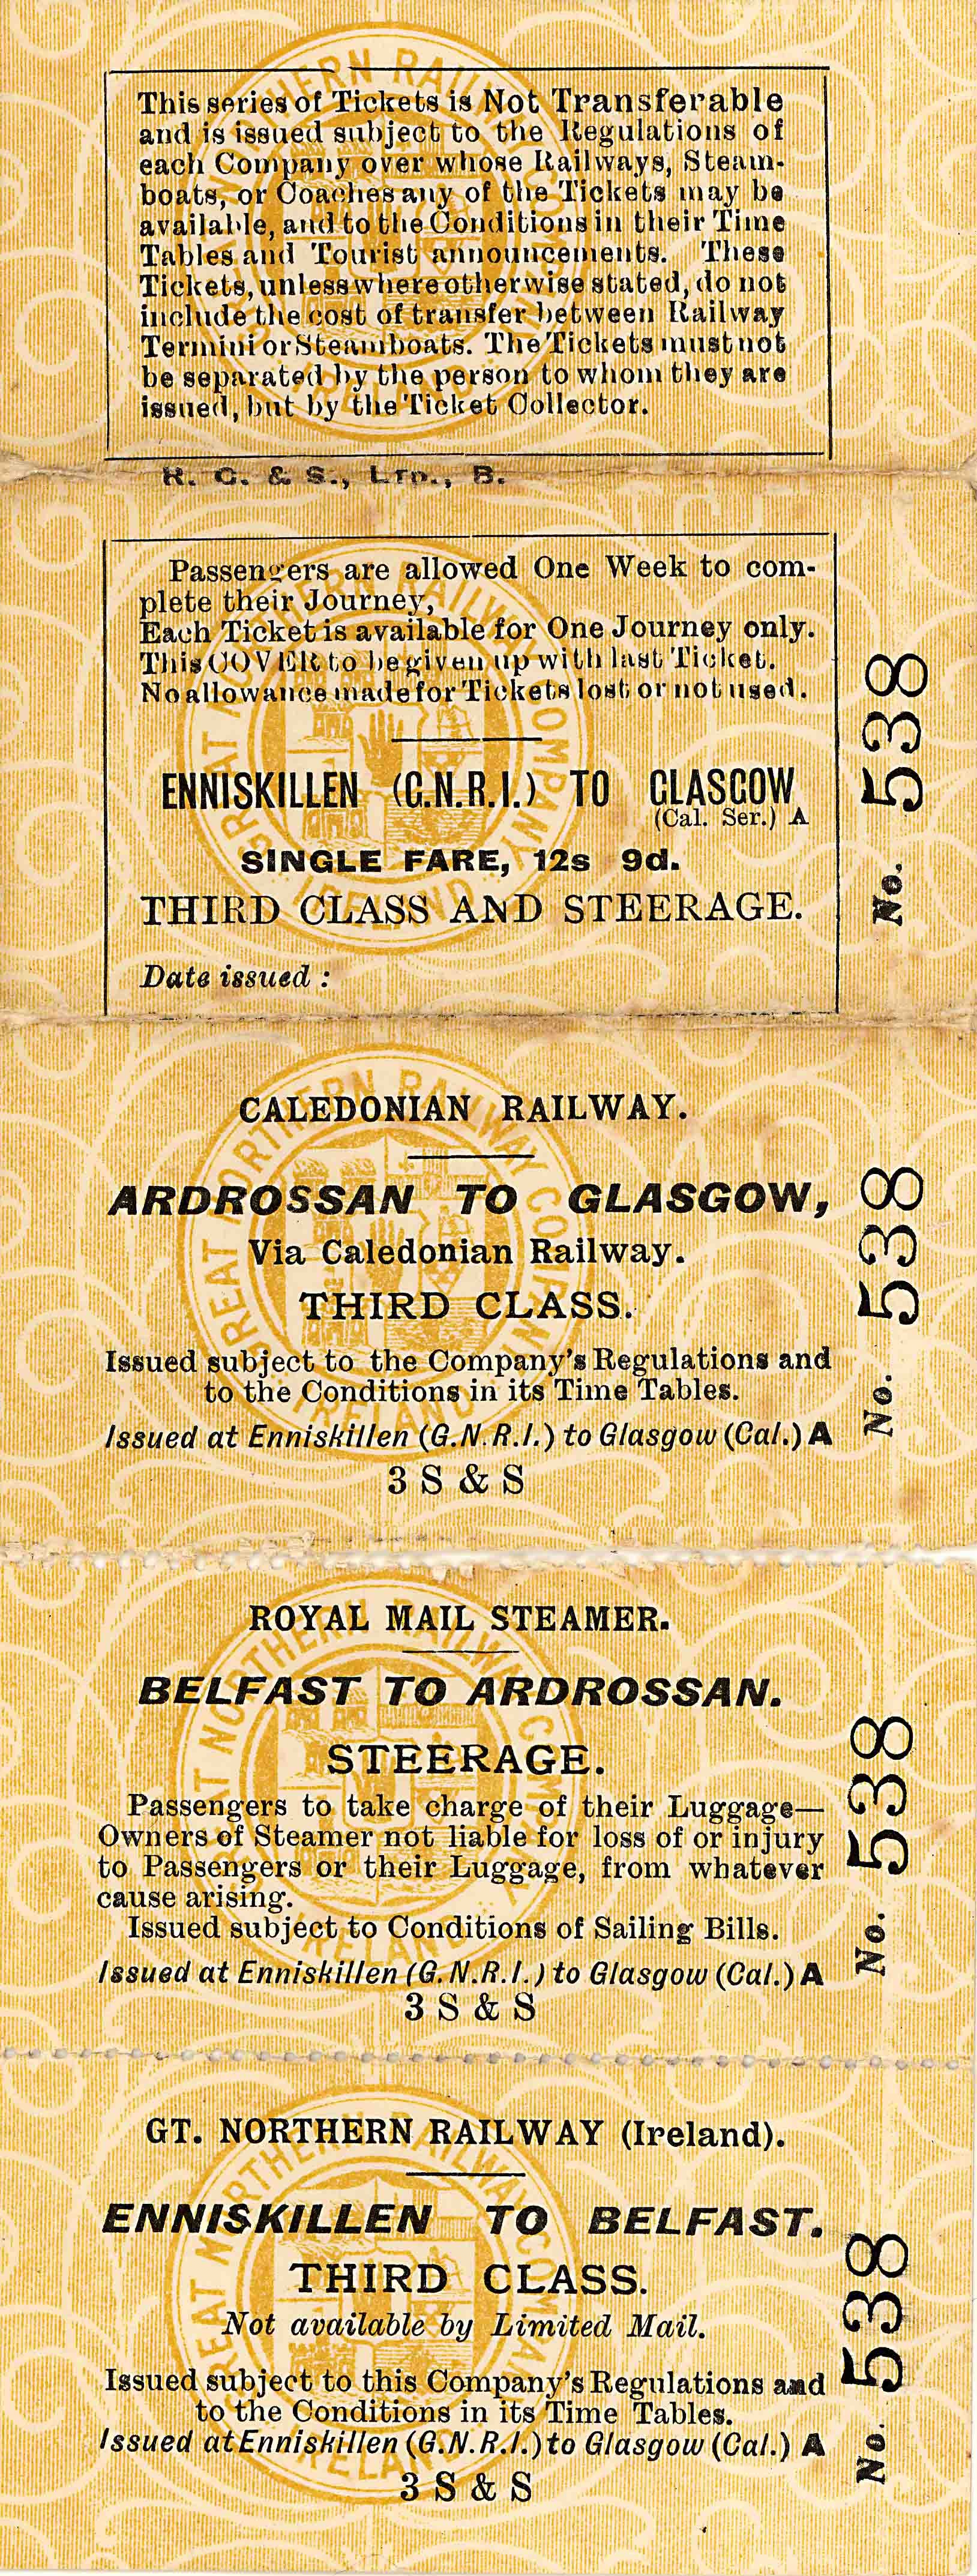 This series of Tickets is Not Transferable
and is issued subject to the Regulations of
each Company over whose Railways, Steam-
boats, or Coaches any of the Tickets may be
available, and to the Conditions in their Time
Tables and Tourist announcements. These
Tickets, unless where otherwise stated, do not
include the cost of transfer between Railway
Termini or Steamboats. The Tickets must not
be separated by the person to whom they are
issued, but by the Ticket Collector.
R. C. & S., LTD., B.
Passengers are allowed One Week to com-
plete their Journey,
Each Ticket is available for One Journey only.
This COVER to be given up with last Ticket.
No allowance made for Tickets lost or not used.
ENNISKILLEN (G.N.R.I.) TO GLASGOW
(Cal. Ser.) A
SINGLE FARE, 12s 9d.
THIRD CLASS AND STEERAGE.
Date issued :
No. 538
CALEDONIAN RAILWAY.
ARDROSSAN TO GLASGOW,
Via Caledonian Railway.
THIRD CLASS.
Issued subject to the Company's Regulations and
to the Conditions in its Time Tables.
Issued at Enniskillen (G.N.R.I.) to Glasgow (Cal.) A
3 S & S
No. 538
ROYAL MAIL STEAMER.
BELFAST TO ARDROSSAN.
STEERAGE.
Passengers to take charge of their Luggage—
Owners of Steamer not liable for loss of or injury
to Passengers or their Luggage, from whatever
cause arising.
Issued subject to Conditions of Sailing Bills.
Issued at Enniskillen (G.N.R.I.) to Glasgow (Cal.) A
3 S & S
No. 538
GT. NORTHERN RAILWAY (Ireland).
ENNISKILLEN TO BELFAST.
THIRD CLASS.
Not available by Limited Mail.
Issued subject to this Company's Regulations and
to the Conditions in its Time Tables.
Issued at Enniskillen (G.N.R.I.) to Glasgow (Cal.) A
3 S & S
No. 538
GREAT NORTHERN RAILWAY COMPANY
IRELAND